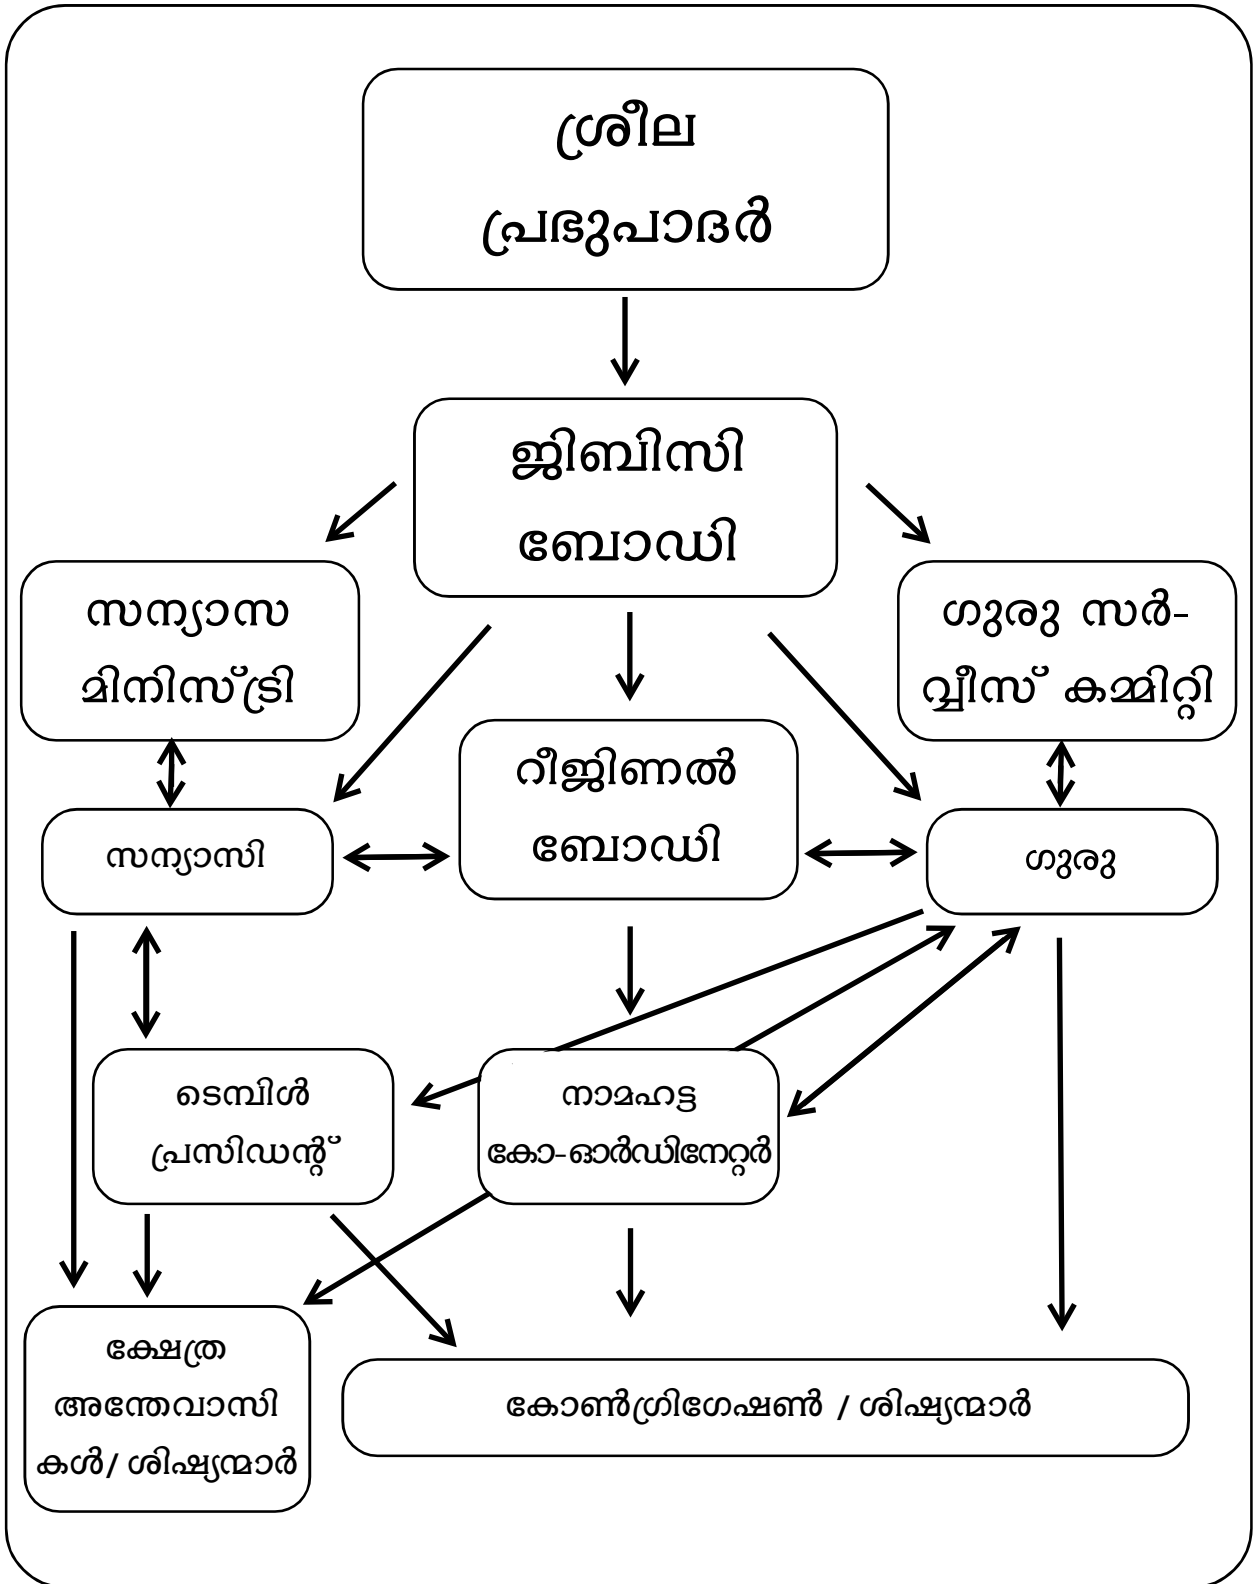 ശ്രീല
പ്രഭുപാദർ
ജിബിസി
ബോഡി
സന്യാസ
മിനിസ്ട്രി
ഗുരു സർ-
വ്വീസ് കമ്മിറ്റി
റീജിണൽ
ബോഡി
സന്യാസി
ഗുരു
ടെമ്പിൾ
പ്രസിഡന്റ്
നാമഹട്ട
കോ-ഓർഡിനേറ്റർ
ക്ഷേത്ര
അന്തേവാസി
കൾ/ ശിഷ്യന്മാർ
കോൺഗ്രിഗേഷൺ / ശിഷ്യന്മാർ